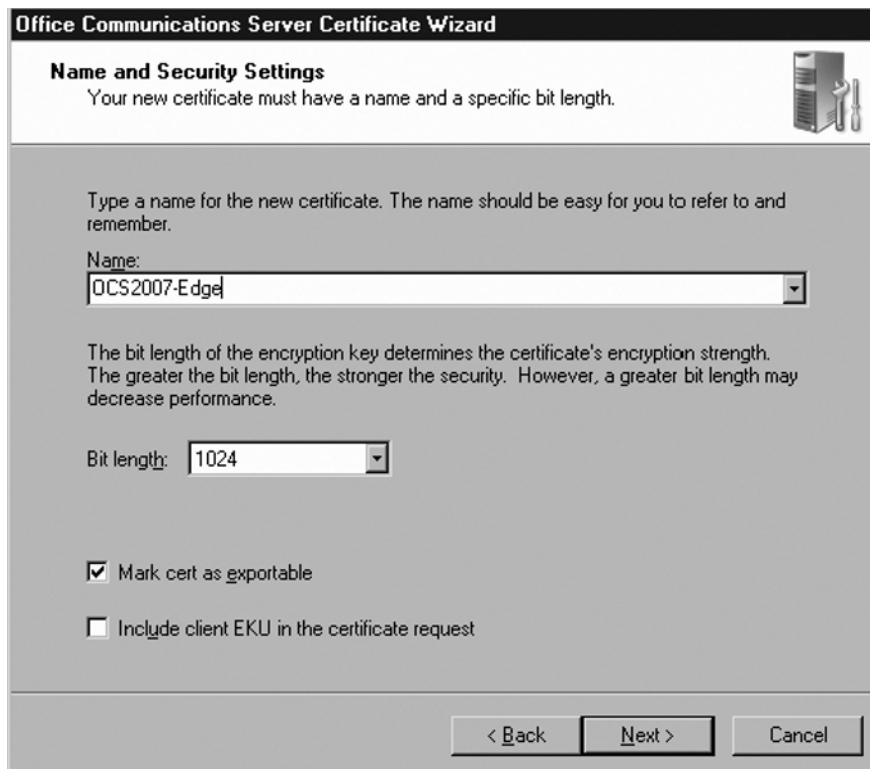 Office Communications Server Certificate Wizard
Name and Security Settings
Your new certificate must have a name and a specific bit length.
Type a name for the new certificate. The name should be easy for you to refer to and
remember.
Name:
OCS2007-Edge
The bit length of the encryption key determines the certificate's encryption strength.
The greater the bit length, the stronger the security.  However, a greater bit length may
decrease performance.
Bit length: 1024
Mark cert as exportable
Include client EKU in the certificate request
< Back Next > Cancel